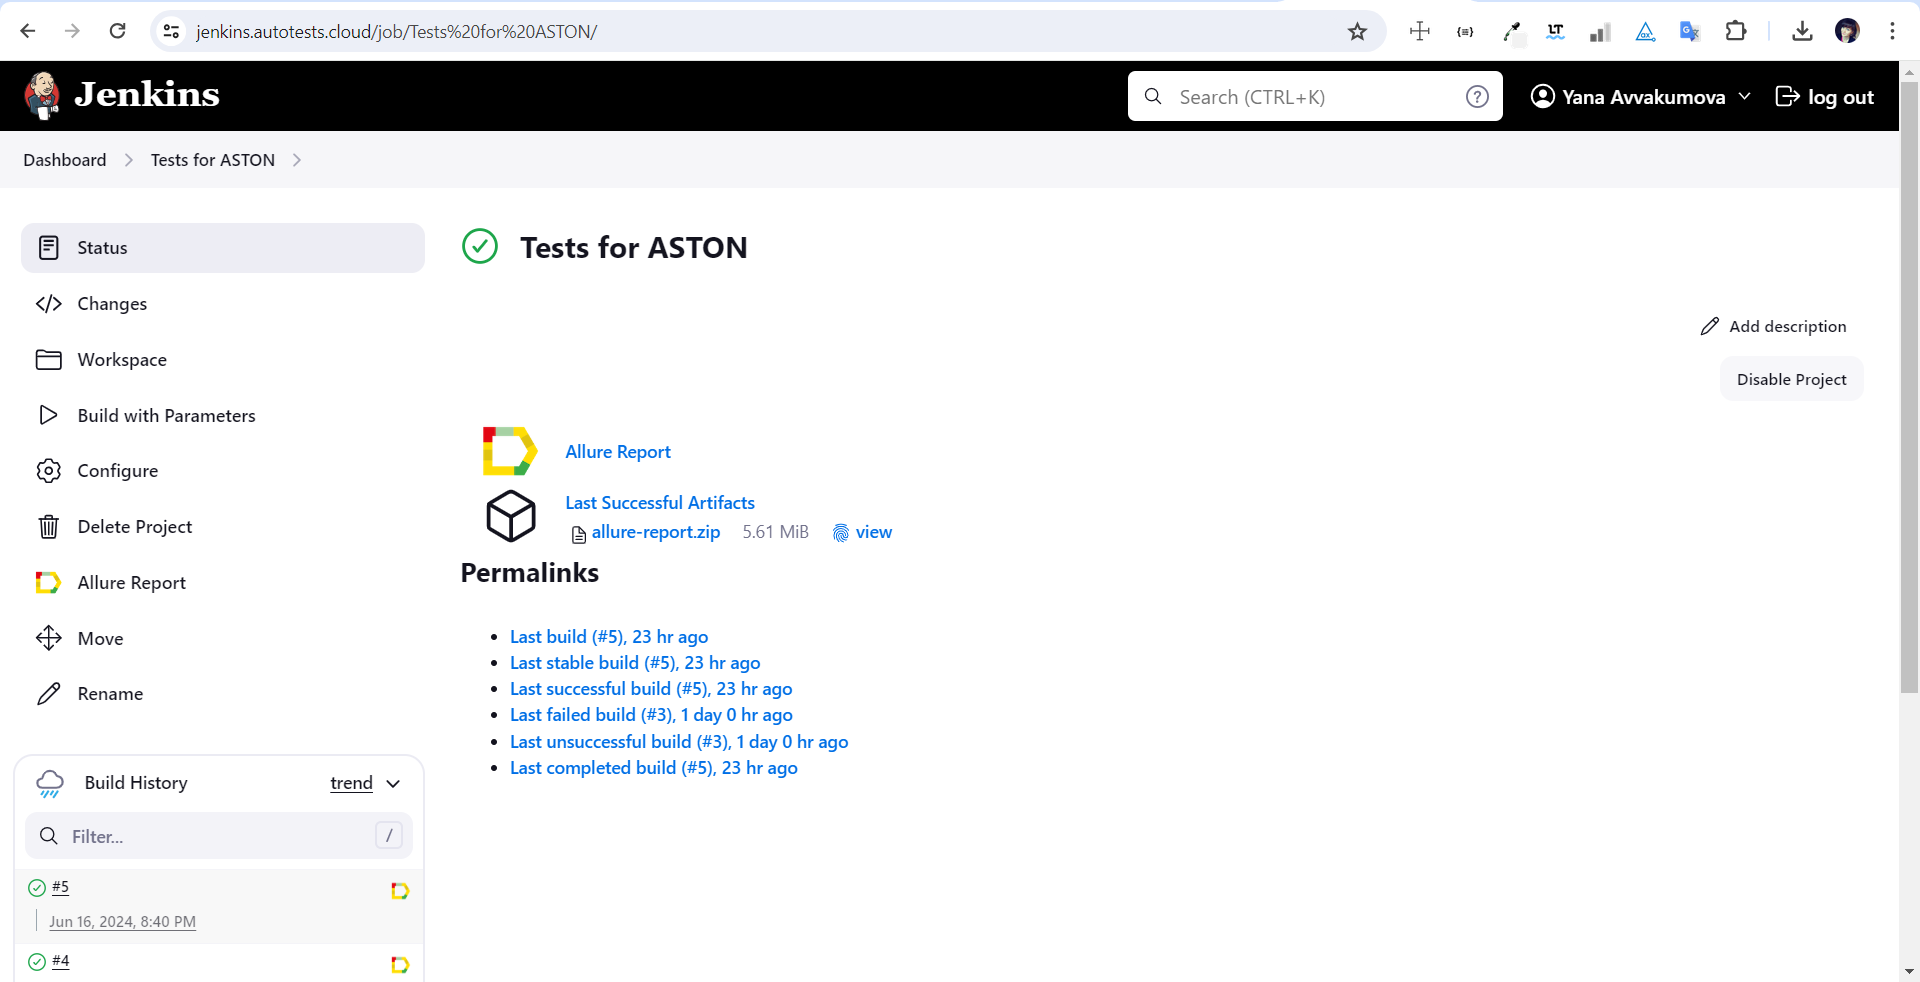 jenkins.autotests.cloud/job/Tests%20for%20ASTON/
Jenkins
Search (CTRL+K)
Yana Avvakumova
log out
Dashboard
Tests for ASTON
Status
Changes
Workspace
Build with Parameters
Configure
Delete Project
Allure Report
Move
Rename
Build History
trend
Filter...
/
#5
Jun 16, 2024, 8:40 PM
#4
Tests for ASTON
Add description
Disable Project
Allure Report
Last Successful Artifacts
allure-report.zip 5.61 MiB view
Permalinks
Last build (#5), 23 hr ago
Last stable build (#5), 23 hr ago
Last successful build (#5), 23 hr ago
Last failed build (#3), 1 day 0 hr ago
Last unsuccessful build (#3), 1 day 0 hr ago
Last completed build (#5), 23 hr ago